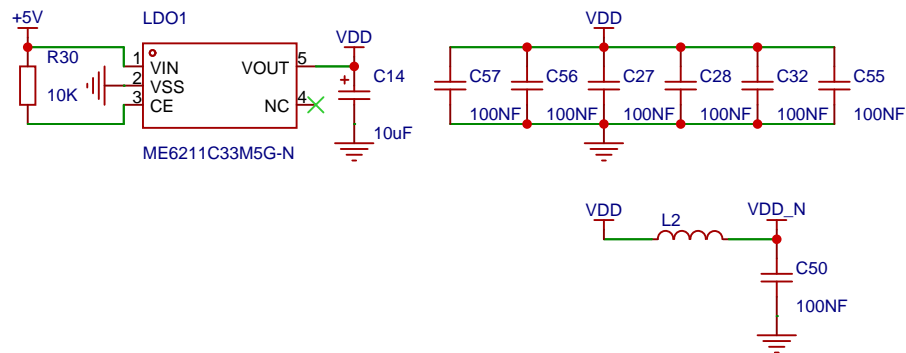 +5V
LDO1
VDD
VDD
R30
10K
1
2
3
VIN
VSS
CE
VOUT
NC
5
4
C14
10uF
ME6211C33M5G-N
C57
C56
C27
C28
C32
C55
100NF
100NF
100NF
100NF
100NF
100NF
VDD
L2
VDD_N
C50
100NF